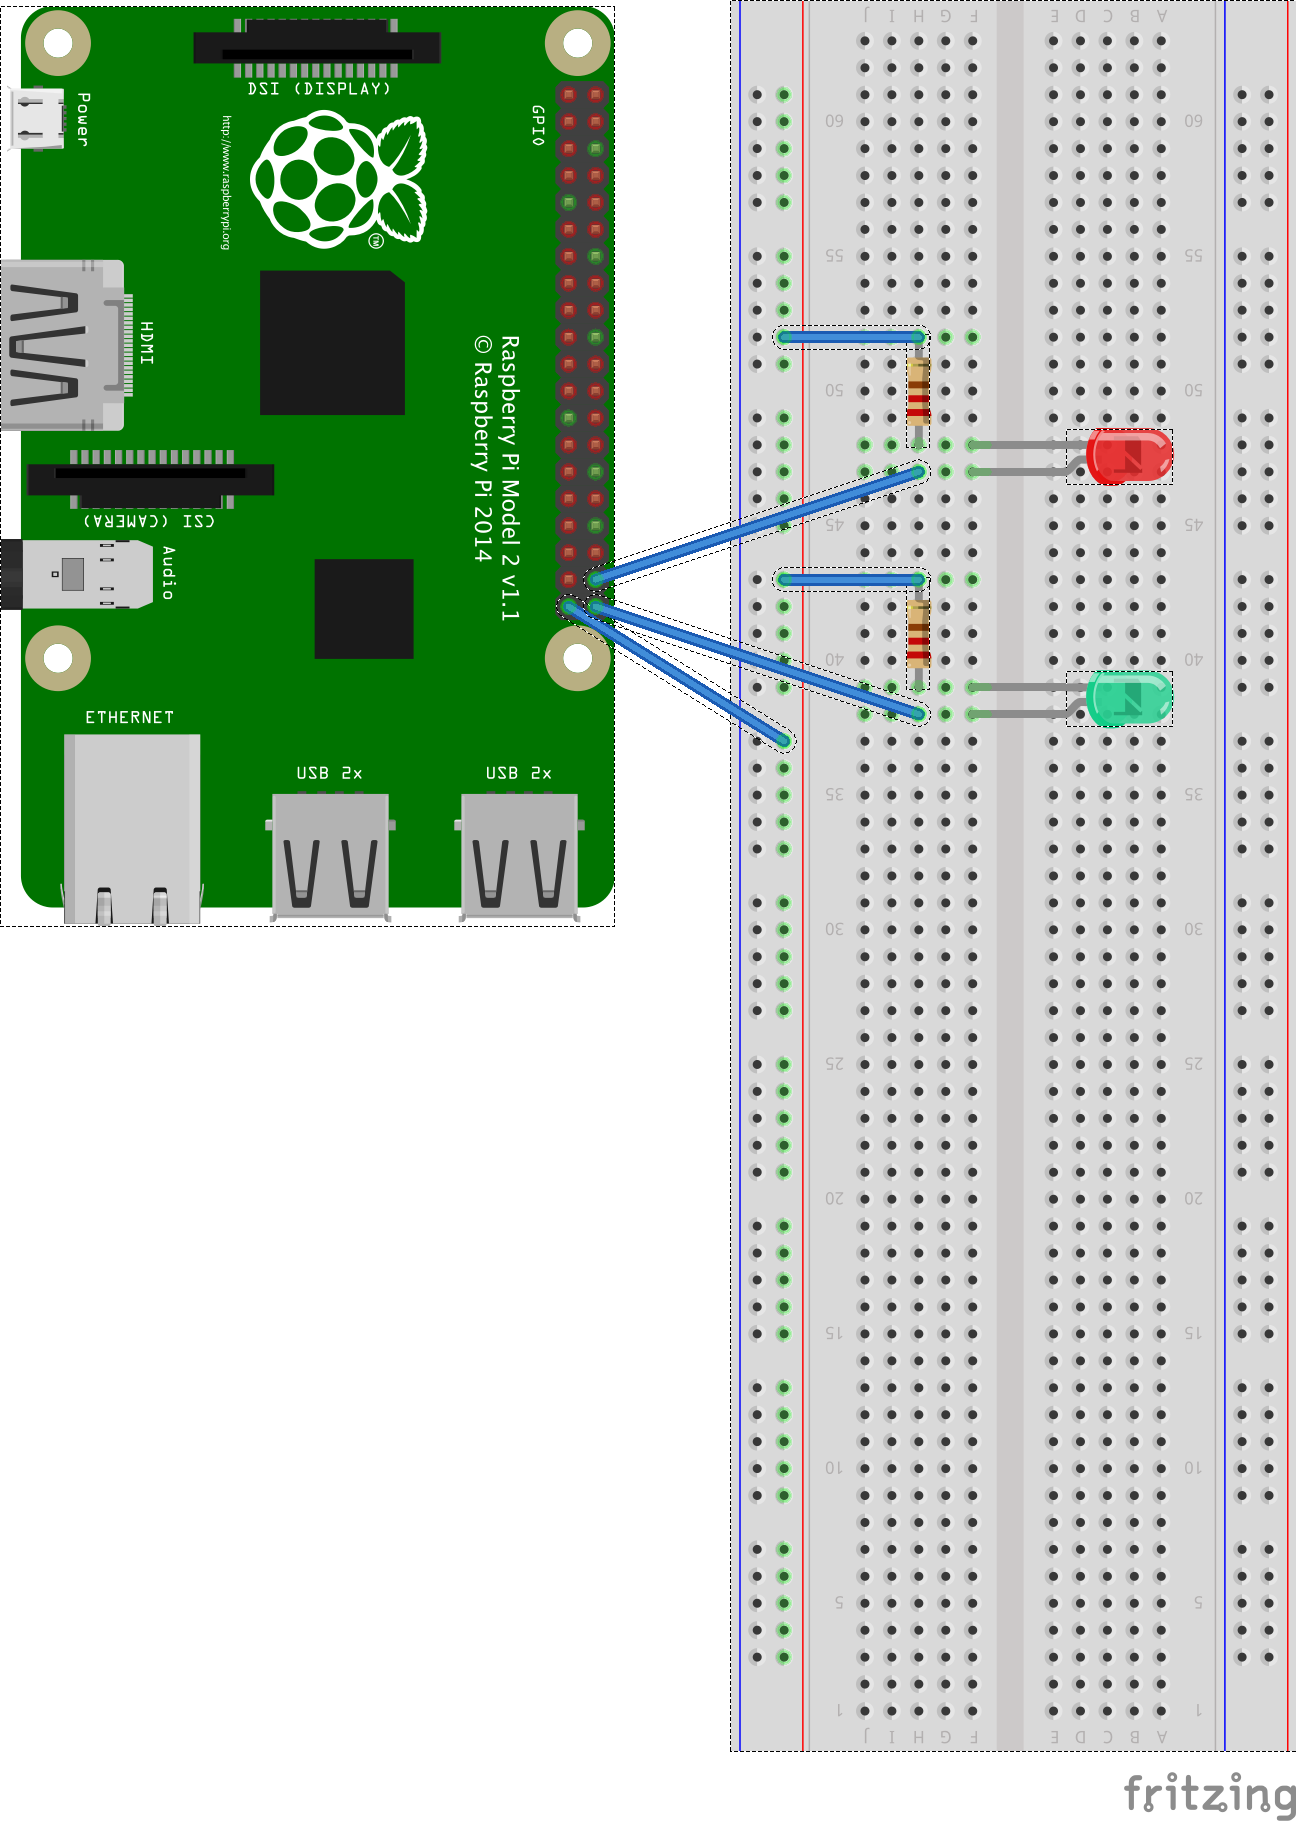 DSI (DISPLAY)
Power
GPIO
http://www.raspberrypi.org
TM
HDMI
Raspberry Pi Model 2 v1.1
© Raspberry Pi 2014
CSI (CAMERA)
Audio
ETHERNET
USB 2x
USB 2x
J I H G F E D C B A
60 60
55 55
50 50
45 45
40 40
35 35
30 30
25 25
20 20
15 15
10 10
5 5
1 1
J I H G F E D C B A
fritzing